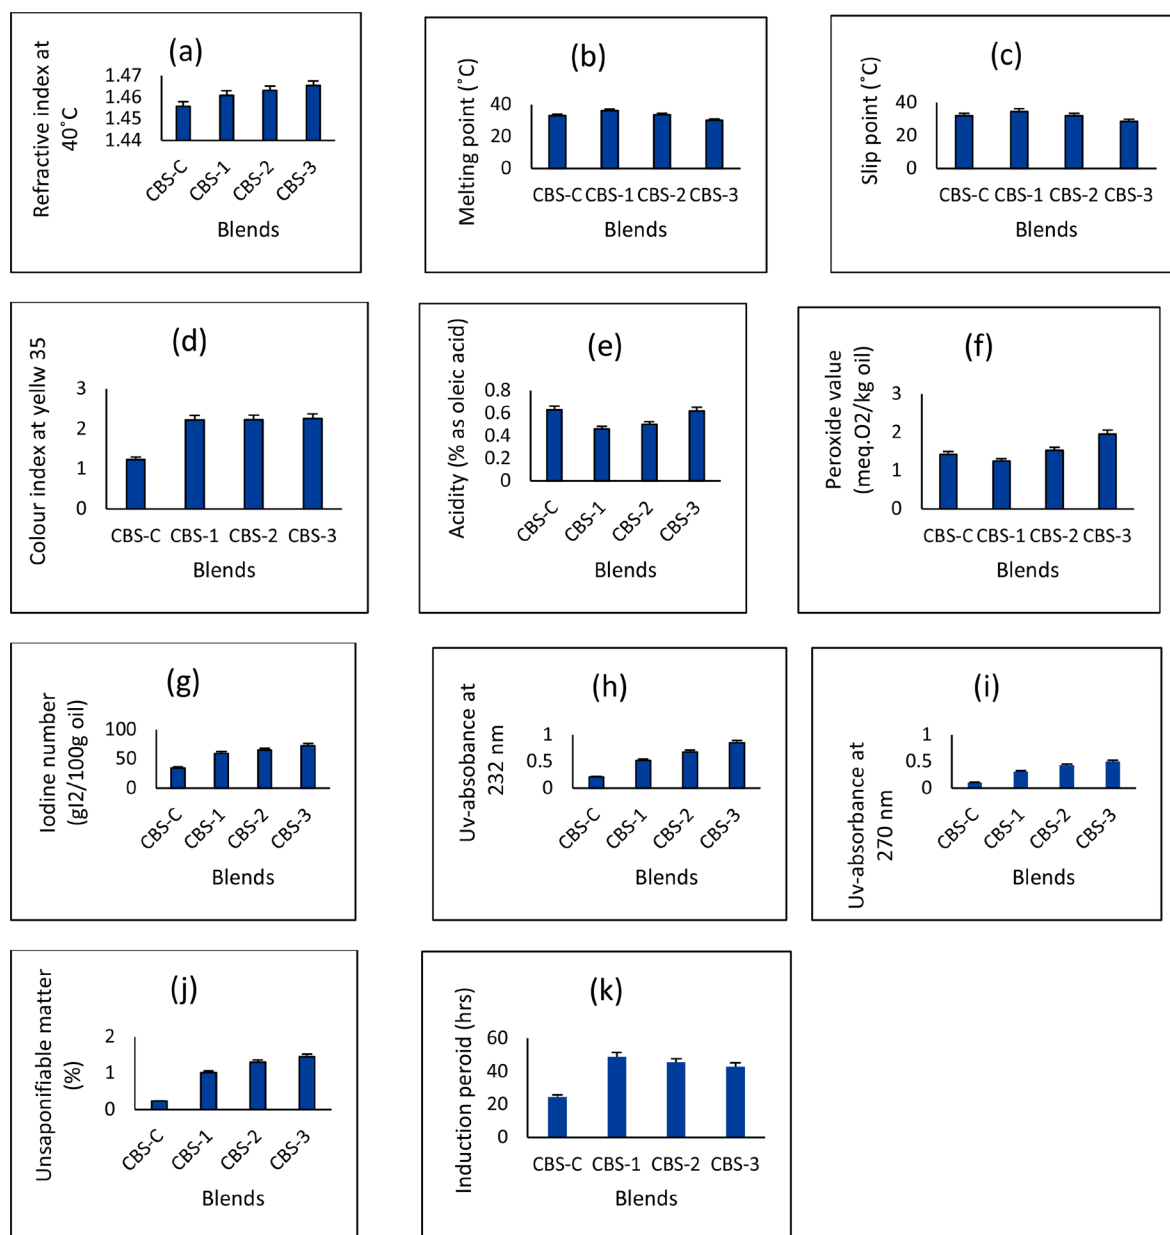 (a)
Refractive index at
40˚C
1.47
1.46
1.45
1.44
CBS-C
CBS-1
CBS-2
CBS-3
Blends
(b)
Melting point (˚C)
40
20
0
CBS-C CBS-1 CBS-2 CBS-3
Blends
(c)
Slip point (˚C)
40
20
0
CBS-C CBS-1 CBS-2 CBS-3
Blends
(d)
Colour index at yellw 35
3
2
1
0
CBS-C CBS-1 CBS-2 CBS-3
Blends
(e)
Acidity (% as oleic acid)
0.8
0.6
0.4
0.2
0
CBS-C
CBS-1
CBS-2
CBS-3
Blends
(f)
Peroxide value
(meq.O2/kg oil)
3
2
1
0
CBS-C CBS-1 CBS-2 CBS-3
Blends
(g)
Iodine number
(gI2/100g oil)
100
50
0
CBS-C
CBS-1
CBS-2
CBS-3
Blends
(h)
Uv-absobance at
232 nm
1
0.5
0
CBS-C
CBS-1
CBS-2
CBS-3
Blends
(i)
Uv-absorbance at
270 nm
1
0.5
0
CBS-C
CBS-1
CBS-2
CBS-3
Blends
(j)
Unsaponifiable matter
(%)
2
1
0
CBS-C
CBS-1
CBS-2
CBS-3
Blends
(k)
Induction peroid (hrs)
60
40
20
0
CBS-C CBS-1 CBS-2 CBS-3
Blends